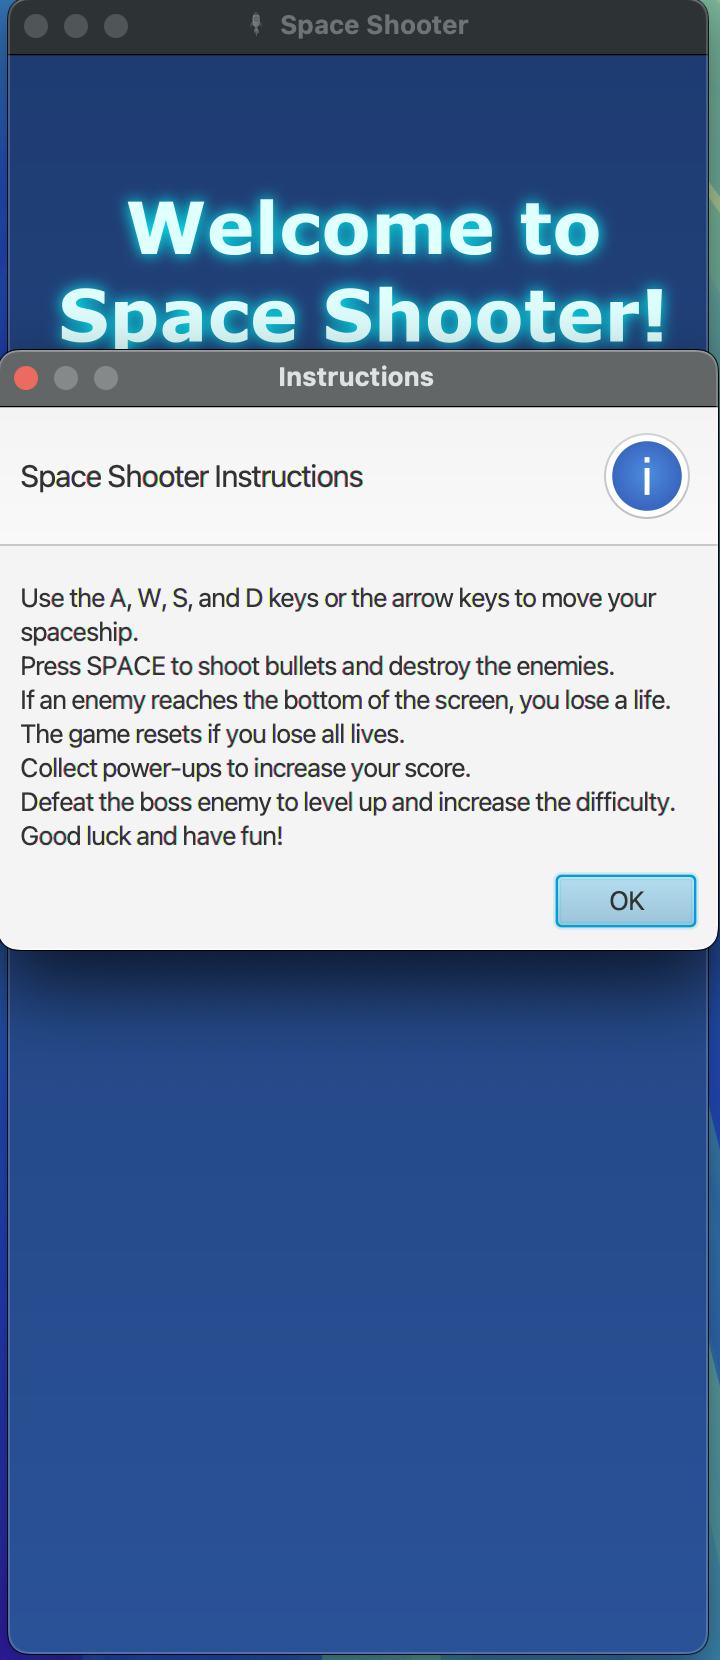 Space Shooter
Welcome to
Space Shooter!
Instructions
Space Shooter Instructions
i
Use the A, W, S, and D keys or the arrow keys to move your
spaceship.
Press SPACE to shoot bullets and destroy the enemies.
If an enemy reaches the bottom of the screen, you lose a life.
The game resets if you lose all lives.
Collect power-ups to increase your score.
Defeat the boss enemy to level up and increase the difficulty.
Good luck and have fun!
OK